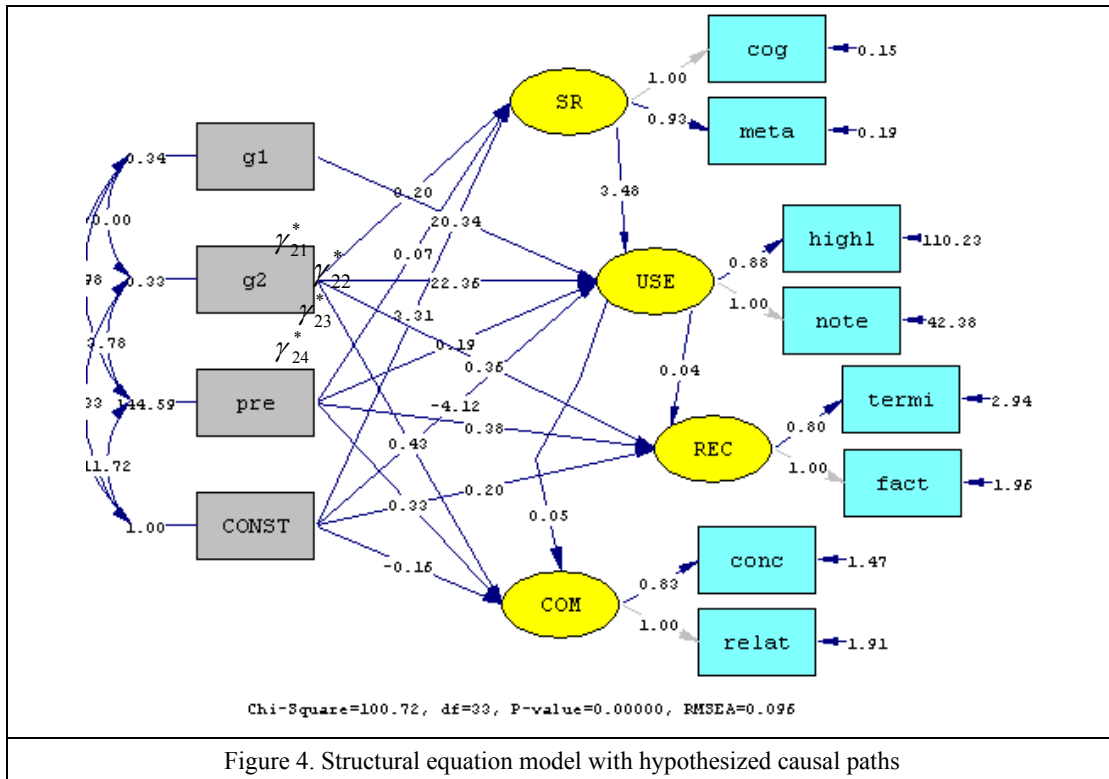 cog
0.15
1.00
SR
0.93
meta
0.19
0.34
g1
0.20
3.48
0.00
20.34
highl
110.23
γ*21
0.07
0.88
98
0.33
g2
γ*22
22.36
USE
1.00
note
42.38
γ*23
3.31
3.78
γ*24
0.19
0.36
0.04
termi
2.94
33
144.59
pre
-4.12
0.80
0.38
REC
0.43
1.00
fact
1.96
11.72
0.20
1.00
CONST
0.33
0.05
conc
1.47
-0.16
0.83
COM
1.00
relat
1.91
Chi-Square=100.72, df=33, P-value=0.00000, RMSEA=0.096
Figure 4. Structural equation model with hypothesized causal paths